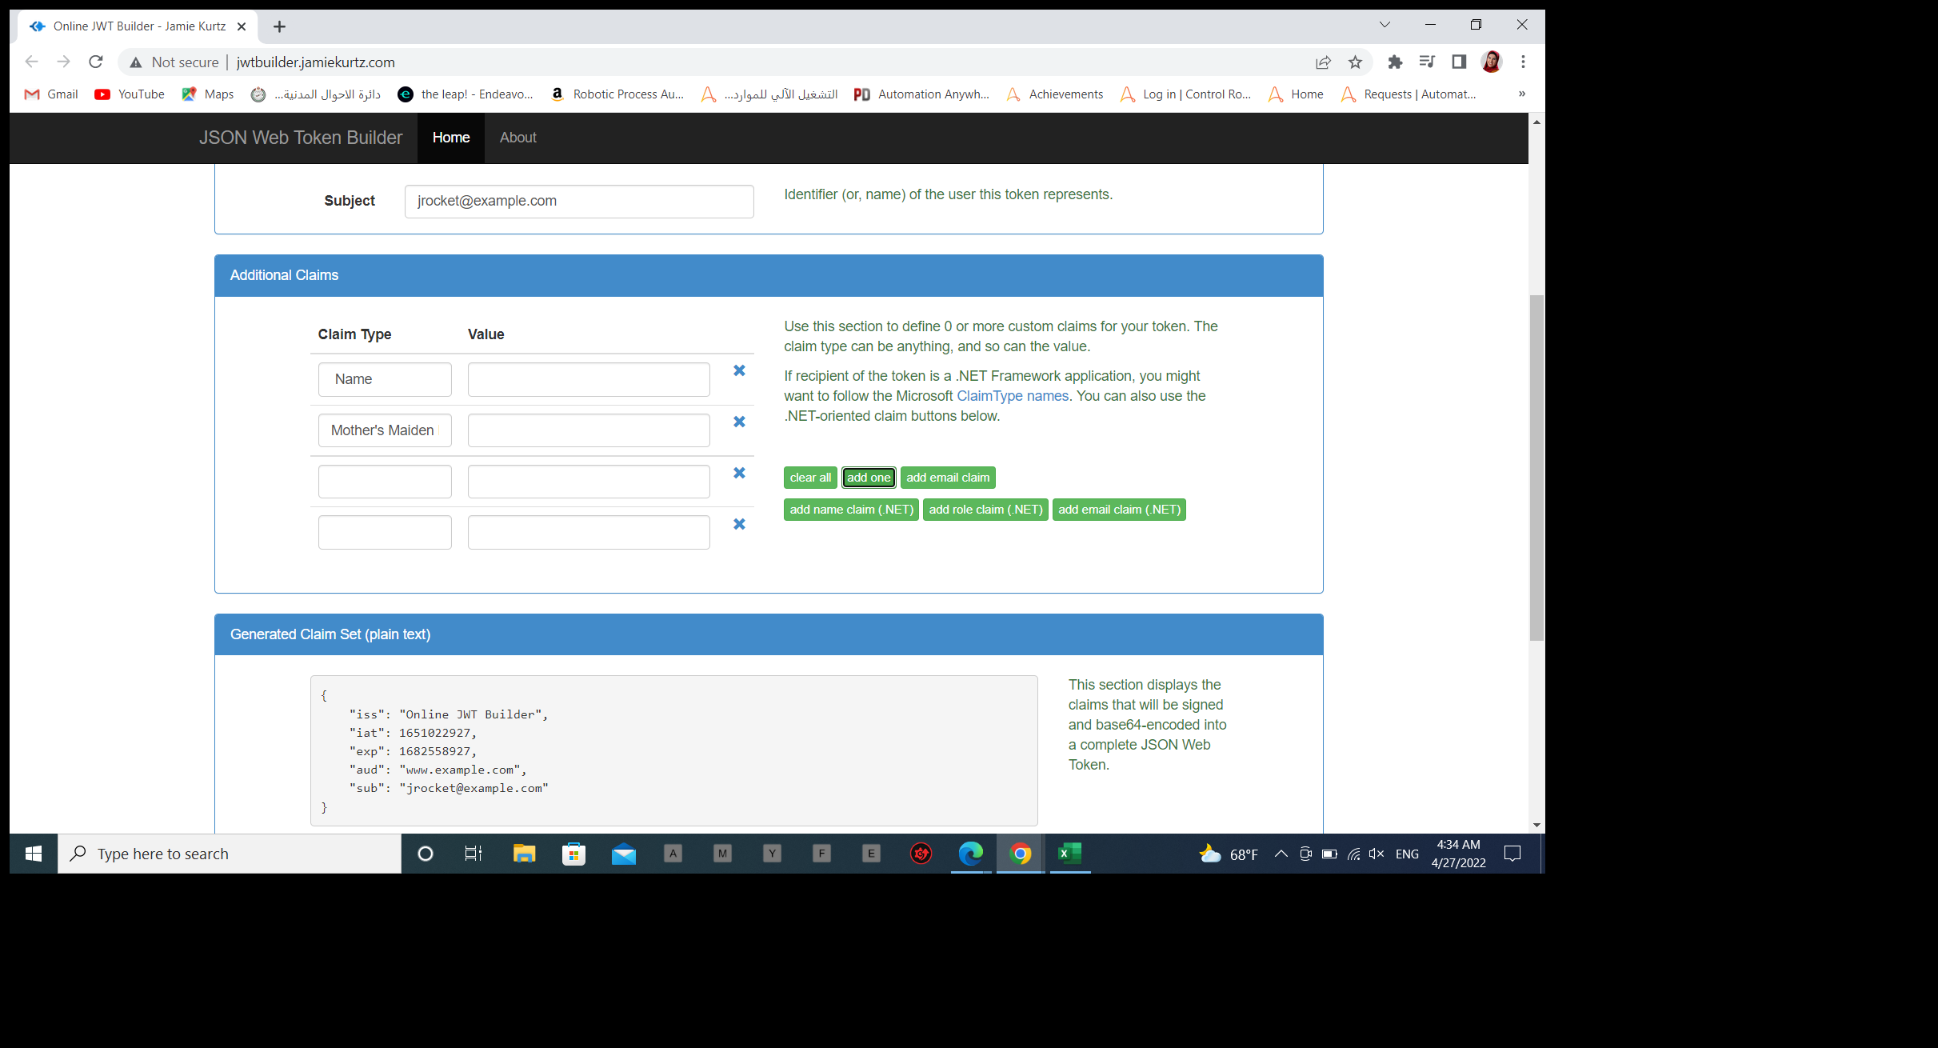 Online JWT Builder - Jamie Kurtz
Not secure | jwtbuilder.jamiekurtz.com
Gmail YouTube Maps دائرة الاحوال المدنية... the leap! - Endeavo... Robotic Process Au... التشغيل الآلي للموارد... PD Automation Anywh... Achievements Log in | Control Ro... Home Requests | Automat... »
JSON Web Token Builder Home About
Subject jrocket@example.com Identifier (or, name) of the user this token represents.
Additional Claims
Claim Type Value
Name
Mother's Maiden
Use this section to define 0 or more custom claims for your token. The
claim type can be anything, and so can the value.
If recipient of the token is a .NET Framework application, you might
want to follow the Microsoft ClaimType names. You can also use the
.NET-oriented claim buttons below.
clear all add one add email claim
add name claim (.NET) add role claim (.NET) add email claim (.NET)
Generated Claim Set (plain text)
{
"iss": "Online JWT Builder",
"iat": 1651022927,
"exp": 1682558927,
"aud": "www.example.com",
"sub": "jrocket@example.com"
}
This section displays the
claims that will be signed
and base64-encoded into
a complete JSON Web
Token.
Type here to search
A M Y F E
68°F ENG
4:34 AM
4/27/2022